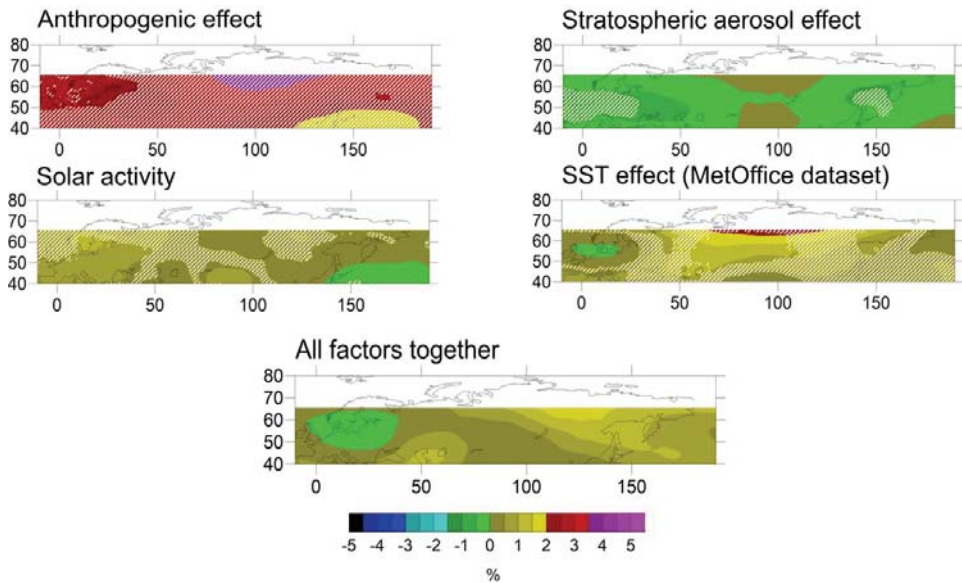 Anthropogenic effect
80
70
60
50
40
0 50 100 150
Stratospheric aerosol effect
80
70
60
50
40
0 50 100 150
Solar activity
80
70
60
50
40
0 50 100 150
SST effect (MetOffice dataset)
80
70
60
50
40
0 50 100 150
All factors together
80
70
60
50
40
0 50 100 150
-5 -4 -3 -2 -1 0 1 2 3 4 5
%